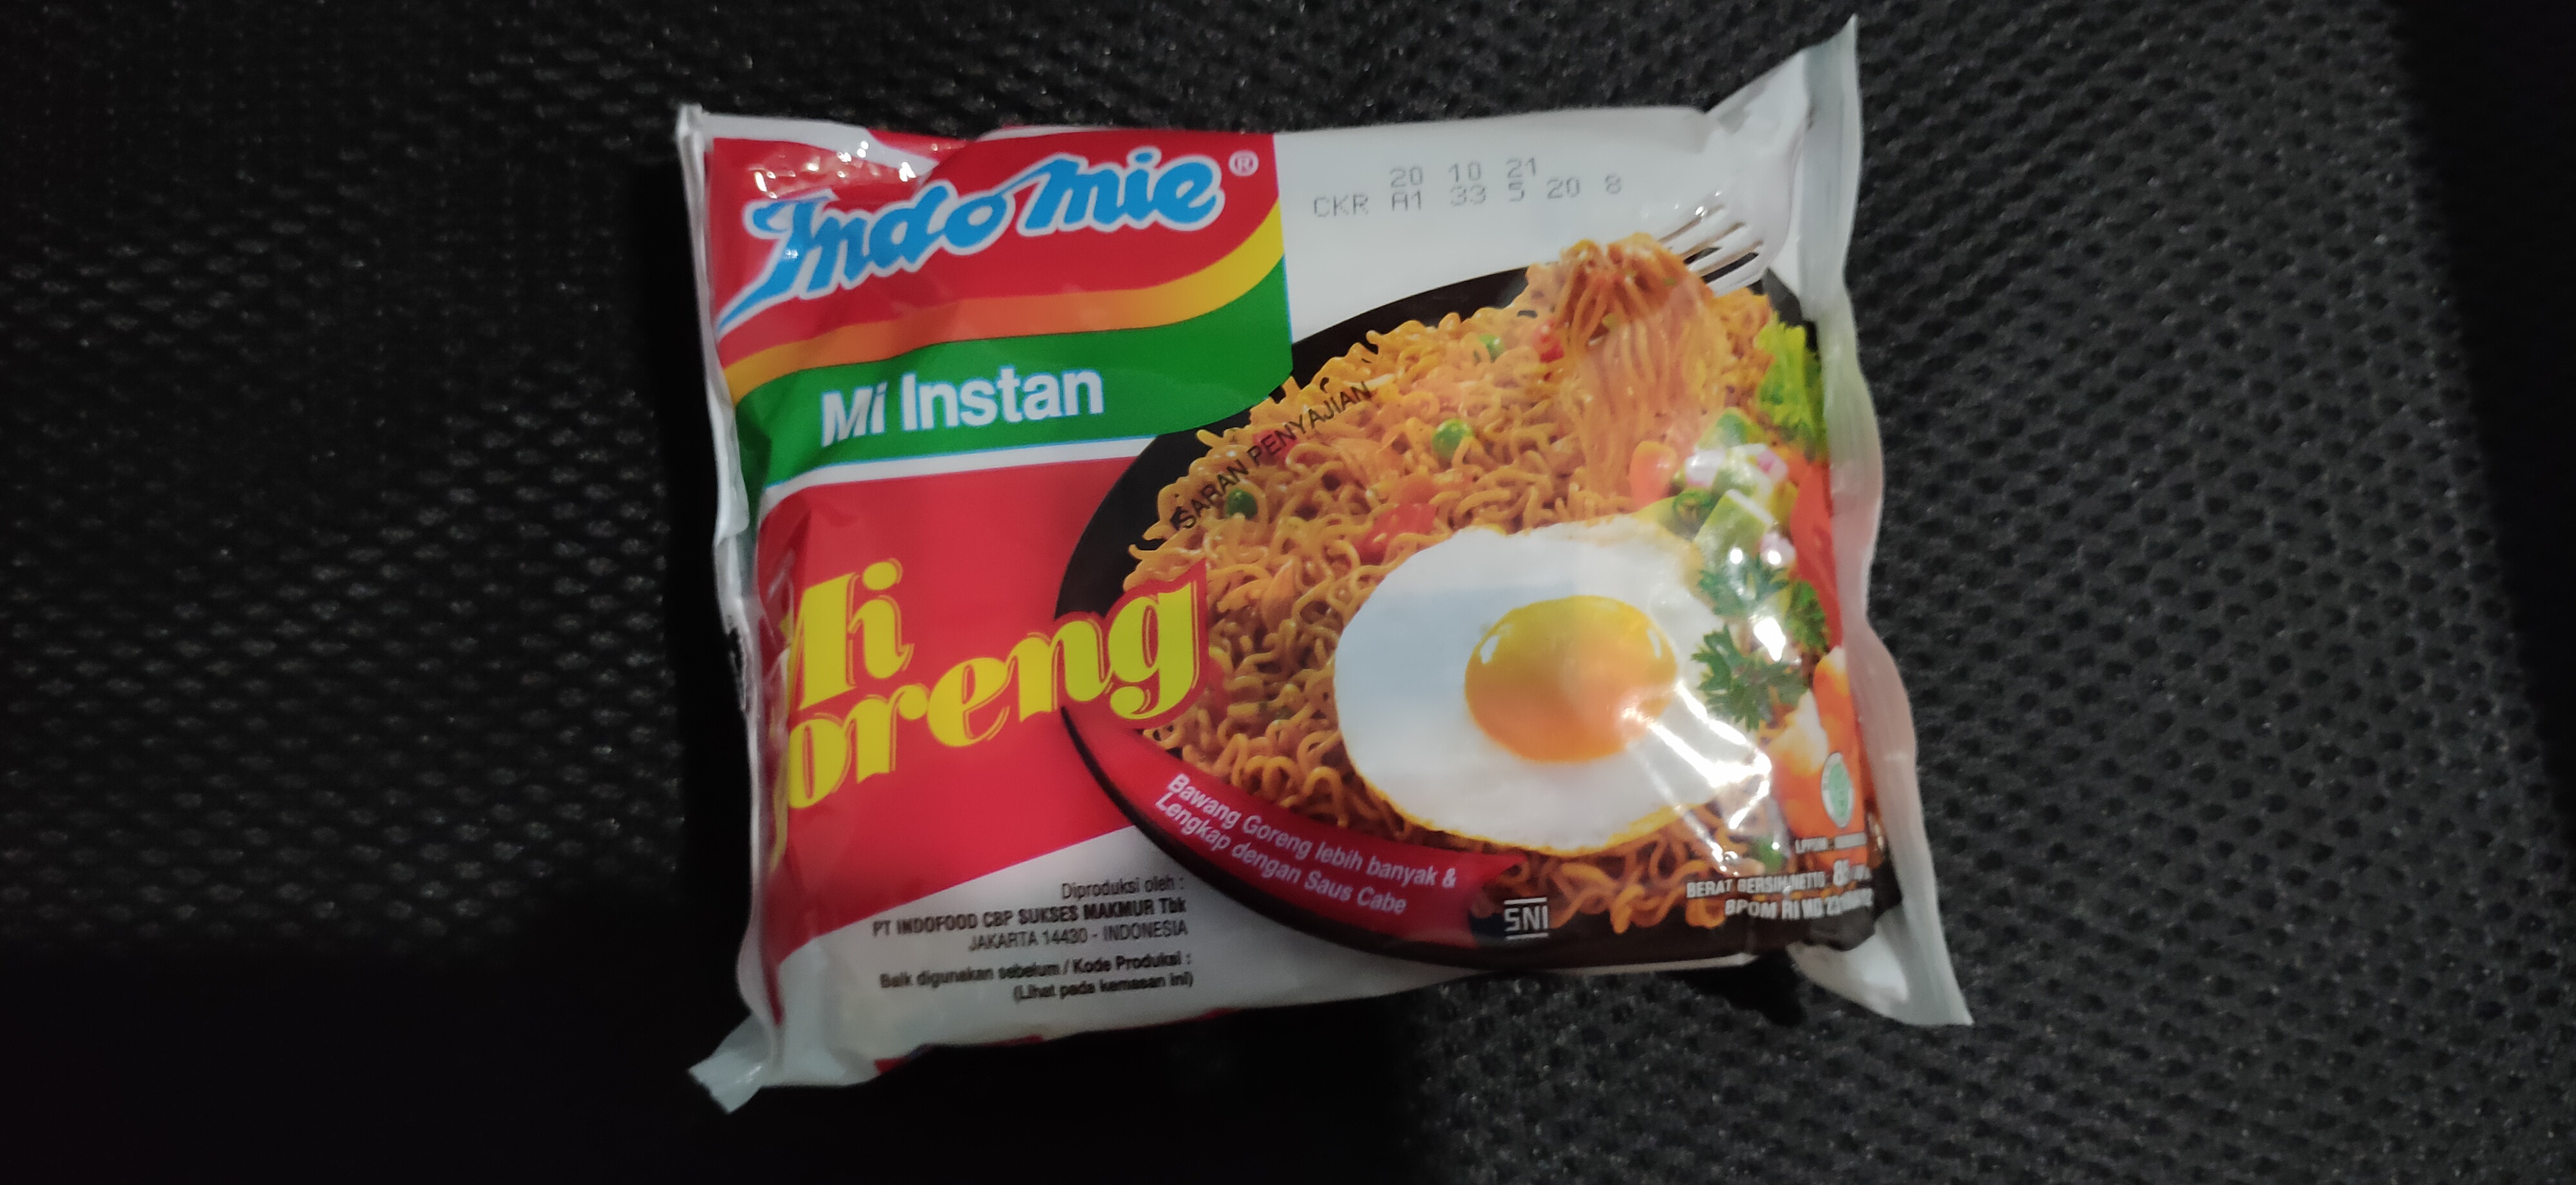 Indomie®
20 10 21
CKR A1 33 5 20 8
Mi Instan
SARAN PENYAJIAN
Mi
goreng
Bawang Goreng lebih banyak &
Lengkap dengan Saus Cabe
Diproduksi oleh :
PT INDOFOOD CBP SUKSES MAKMUR Tbk
JAKARTA 14430 - INDONESIA
Baik digunakan sebelum / Kode Produksi :
(Lihat pada kemasan ini)
SNI
BERAT BERSIH/NETTO
BPOM RI MD